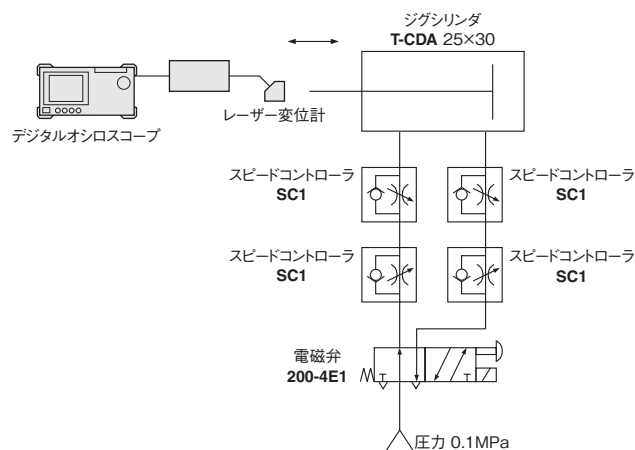 ジグシリンダ
T-CDA 25×30
デジタルオシロスコープ
レーザー変位計
スピードコントローラ
SC1
スピードコントローラ
SC1
スピードコントローラ
SC1
スピードコントローラ
SC1
電磁弁
200-4E1
圧力 0.1MPa